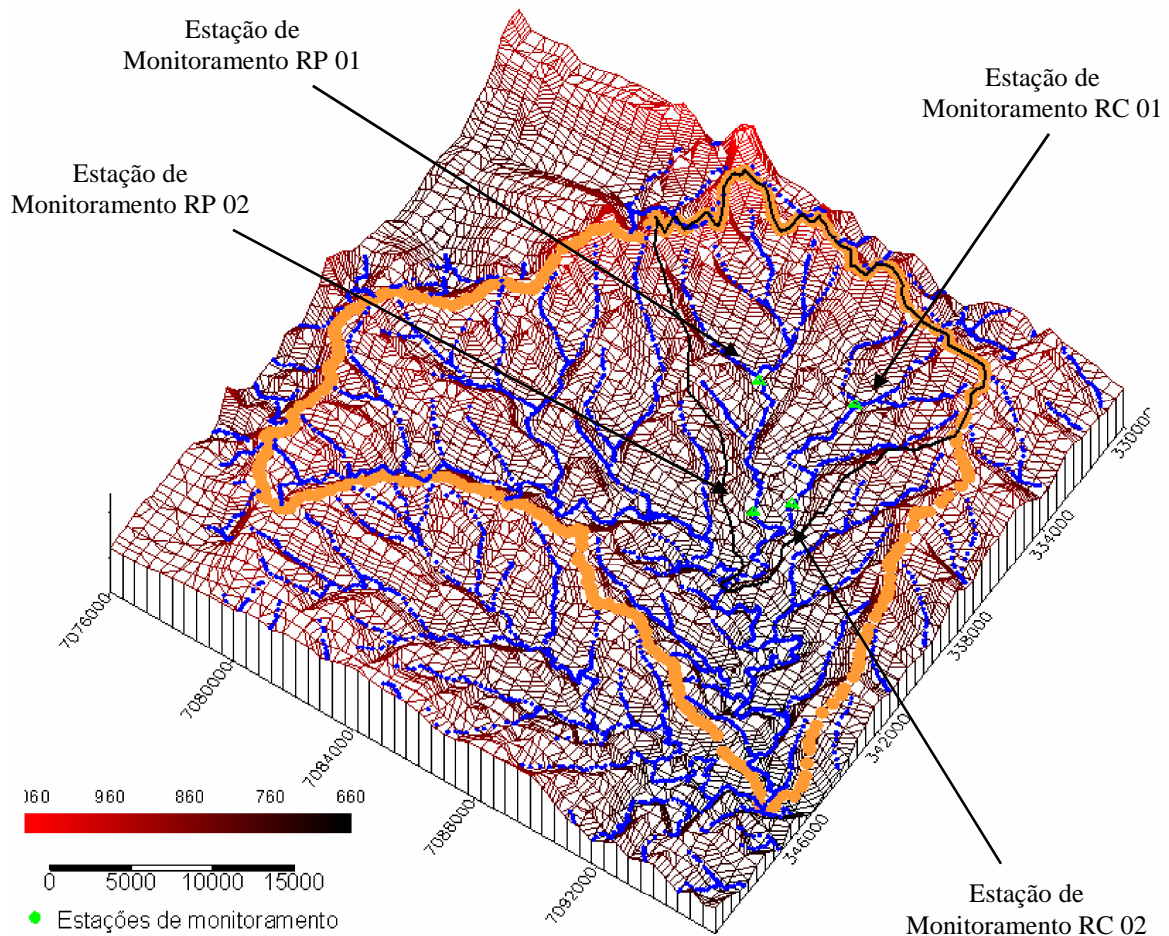 Estação de
Monitoramento RP 01
Estação de
Monitoramento RC 01
Estação de
Monitoramento RP 02
330000
334000
338000
342000
346000
7076000
7080000
7084000
7088000
7092000
960 860 760 660
0 5000 10000 15000
Estações de monitoramento
Estação de
Monitoramento RC 02